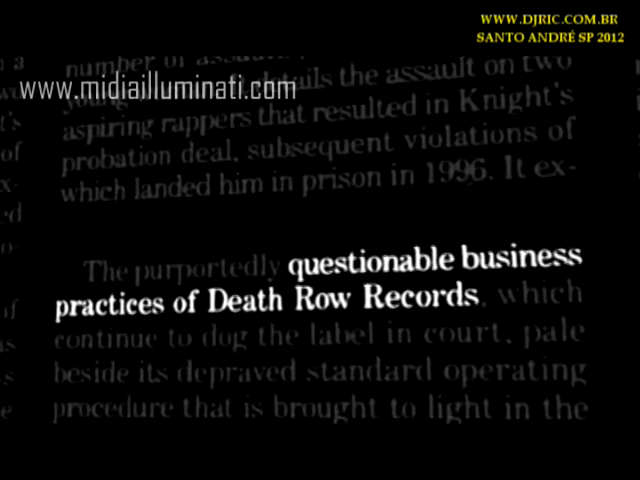 WWW.DJRIC.COM.BR
SANTO ANDRÉ SP 2012
www.midiailluminati.com
number of
details the assault on two
aspiring rappers that resulted in Knight's
probation deal, subsequent violations of
which landed him in prison in 1996. It ex-
The purportedly questionable business
practices of Death Row Records, which
continue to dog the label in court, pale
beside its depraved standard operating
procedure that is brought to light in the